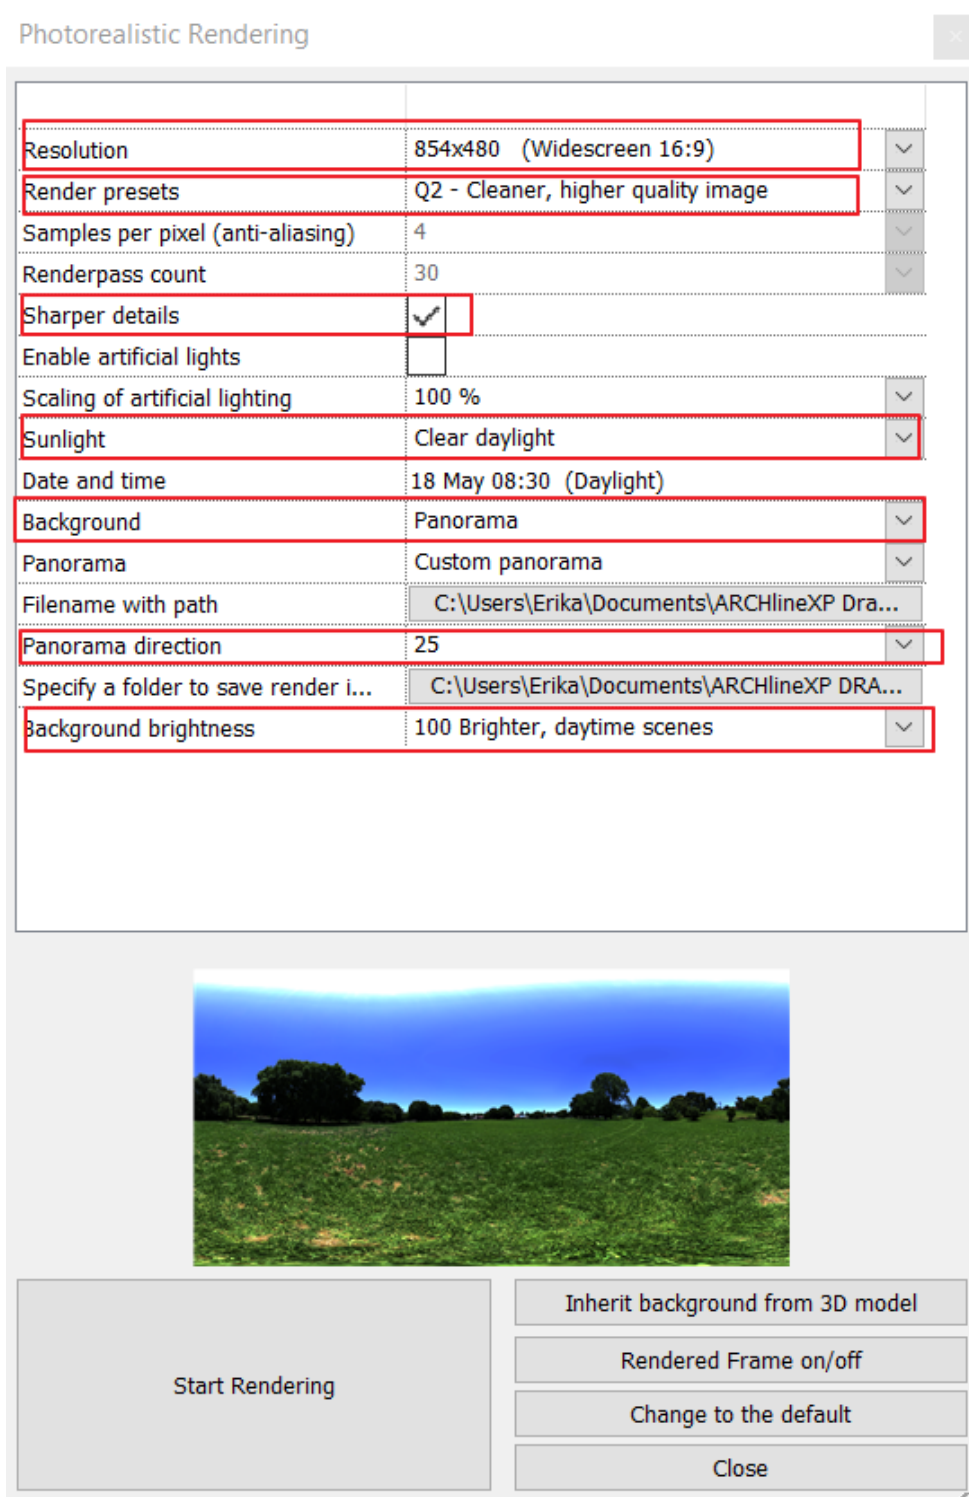 Photorealistic Rendering
Resolution 854x480 (Widescreen 16:9)
Render presets Q2 - Cleaner, higher quality image
Samples per pixel (anti-aliasing) 4
Renderpass count 30
Sharper details
Enable artificial lights
Scaling of artificial lighting 100 %
Sunlight Clear daylight
Date and time 18 May 08:30 (Daylight)
Background Panorama
Panorama Custom panorama
Filename with path C:\Users\Erika\Documents\ARCHlineXP Dra...
Panorama direction 25
Specify a folder to save render i... C:\Users\Erika\Documents\ARCHlineXP DRA...
Background brightness 100 Brighter, daytime scenes
Start Rendering
Inherit background from 3D model
Rendered Frame on/off
Change to the default
Close